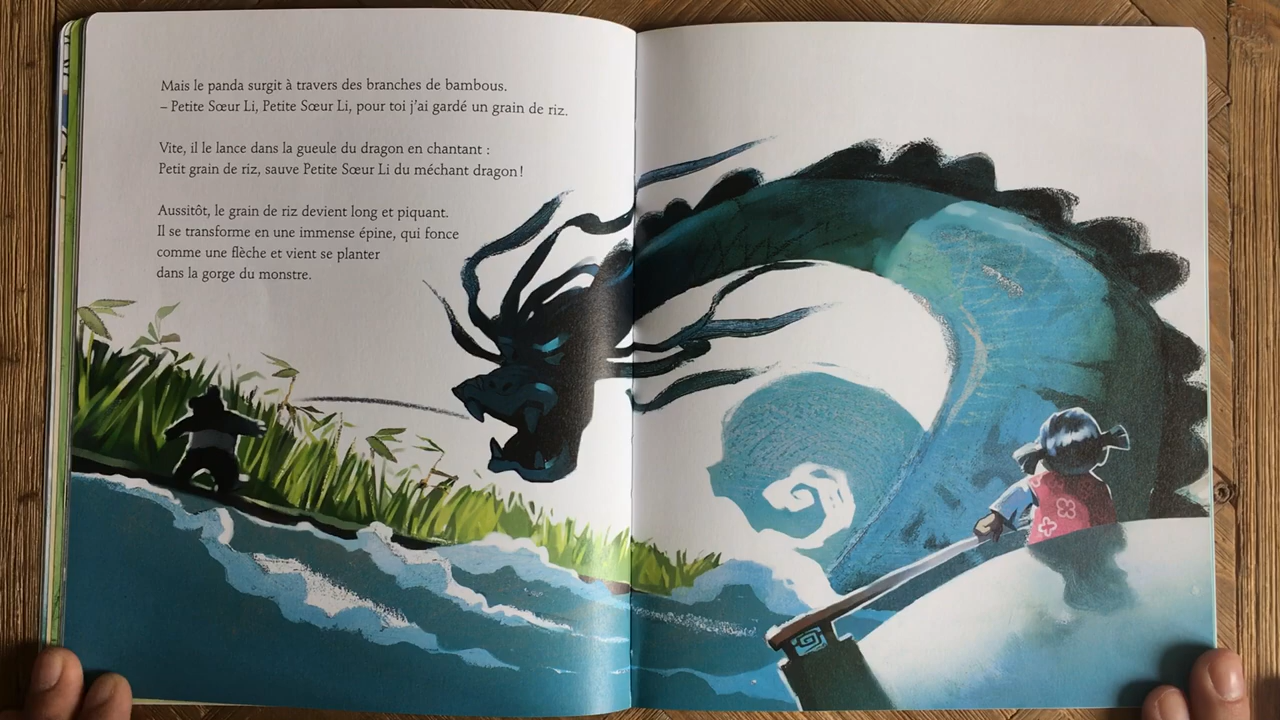 Mais le panda surgit à travers des branches de bambous.
– Petite Sœur Li, Petite Sœur Li, pour toi j’ai gardé un grain de riz.
Vite, il le lance dans la gueule du dragon en chantant :
Petit grain de riz, sauve Petite Sœur Li du méchant dragon !
Aussitôt, le grain de riz devient long et piquant.
Il se transforme en une immense épine, qui fonce
comme une flèche et vient se planter
dans la gorge du monstre.